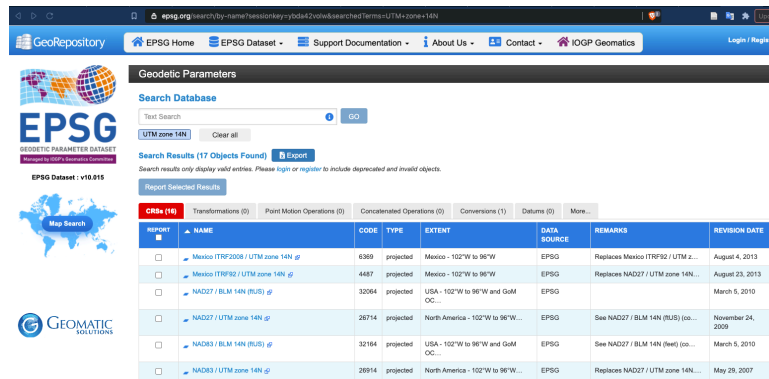 epsg.org/search/by-name?sessionkey=ybda42volw&searchedTerms=UTM+zone+14N
GeoRepository
EPSG Home
EPSG Dataset
Support Documentation
About Us
Contact
IOGP Geomatics
Login / Regis
EPSG
GEODETIC PARAMETER DATASET
Managed by IOGP's Geomatics Committee
EPSG Dataset : v10.015
Map Search
GEOMATIC
SOLUTIONS
Geodetic Parameters
Search Database
Text Search
GO
UTM zone 14N
Clear all
Search Results (17 Objects Found) Export
Search results only display valid entries. Please login or register to include deprecated and invalid objects.
Report Selected Results
CRSs (16) Transformations (0) Point Motion Operations (0) Concatenated Operations (0) Conversions (1) Datums (0) More...
REPORT NAME CODE TYPE EXTENT DATA SOURCE REMARKS REVISION DATE
Mexico ITRF2008 / UTM zone 14N 6369 projected Mexico - 102°W to 96°W EPSG Replaces Mexico ITRF92 / UTM z... August 4, 2013
Mexico ITRF92 / UTM zone 14N 4487 projected Mexico - 102°W to 96°W EPSG Replaces NAD27 / UTM zone 14N... August 23, 2013
NAD27 / BLM 14N (ftUS) 32064 projected USA - 102°W to 96°W and GoM OC... EPSG March 5, 2010
NAD27 / UTM zone 14N 26714 projected North America - 102°W to 96°W... EPSG See NAD27 / BLM 14N (ftUS) (co... November 24, 2009
NAD83 / BLM 14N (ftUS) 32164 projected USA - 102°W to 96°W and GoM OC... EPSG See NAD27 / BLM 14N (feet) (co... March 5, 2010
NAD83 / UTM zone 14N 26914 projected North America - 102°W to 96°W... EPSG Replaces NAD27 / UTM zone 14N.... May 29, 2007